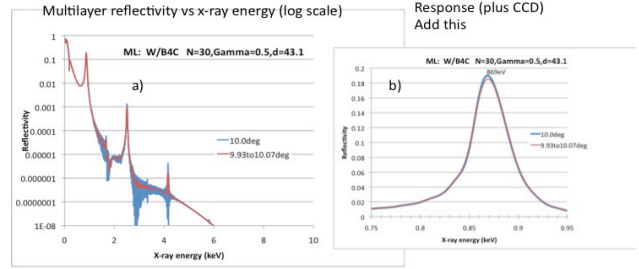 Multilayer reflectivity vs x-ray energy (log scale)
Response (plus CCD)
Add this
ML: W/B4C N=30,Gamma=0.5,d=43.1
a)
Reflectivity
1
0.1
0.01
0.001
0.0001
0.00001
0.000001
0.0000001
1E-08
10.0deg
9.93to10.07deg
0 2 4 6 8 10
X-ray energy (keV)
ML: W/B4C N=30,Gamma=0.5,d=43.1
869eV
b)
Reflectivity
0.2
0.18
0.16
0.14
0.12
0.1
0.08
0.06
0.04
0.02
0
10.0deg
9.93to10.07deg
0.75 0.8 0.85 0.9 0.95
X-ray energy (keV)